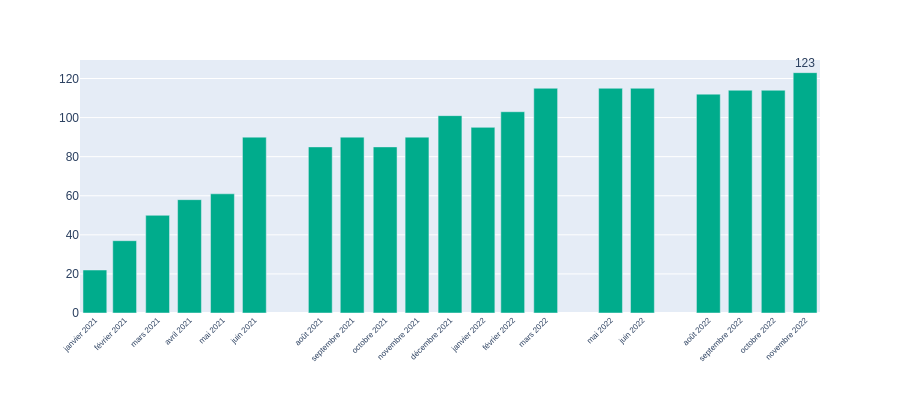 123
120
100
80
60
40
20
0
janvier 2021
février 2021
mars 2021
avril 2021
mai 2021
juin 2021
août 2021
septembre 2021
octobre 2021
novembre 2021
décembre 2021
janvier 2022
février 2022
mars 2022
mai 2022
juin 2022
août 2022
septembre 2022
octobre 2022
novembre 2022